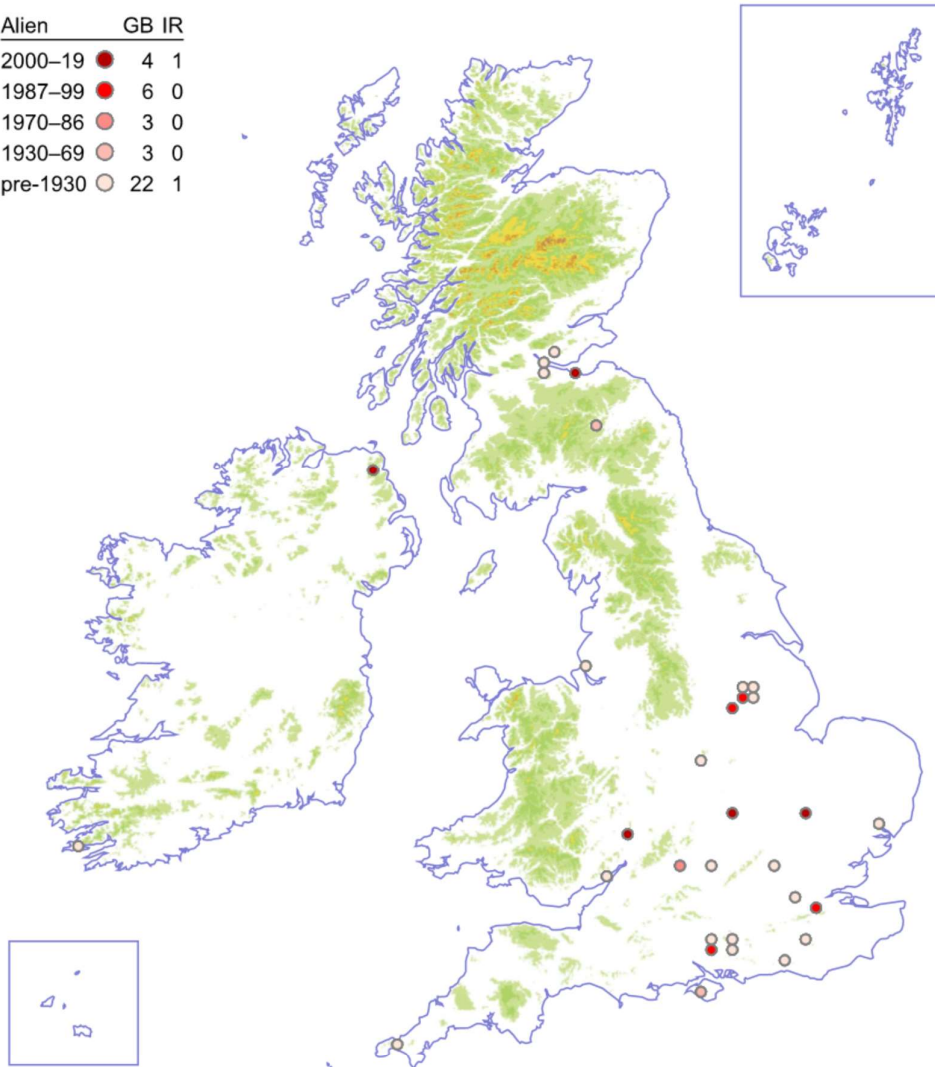 Alien GB IR
2000–19 4 1
1987–99 6 0
1970–86 3 0
1930–69 3 0
pre-1930 22 1